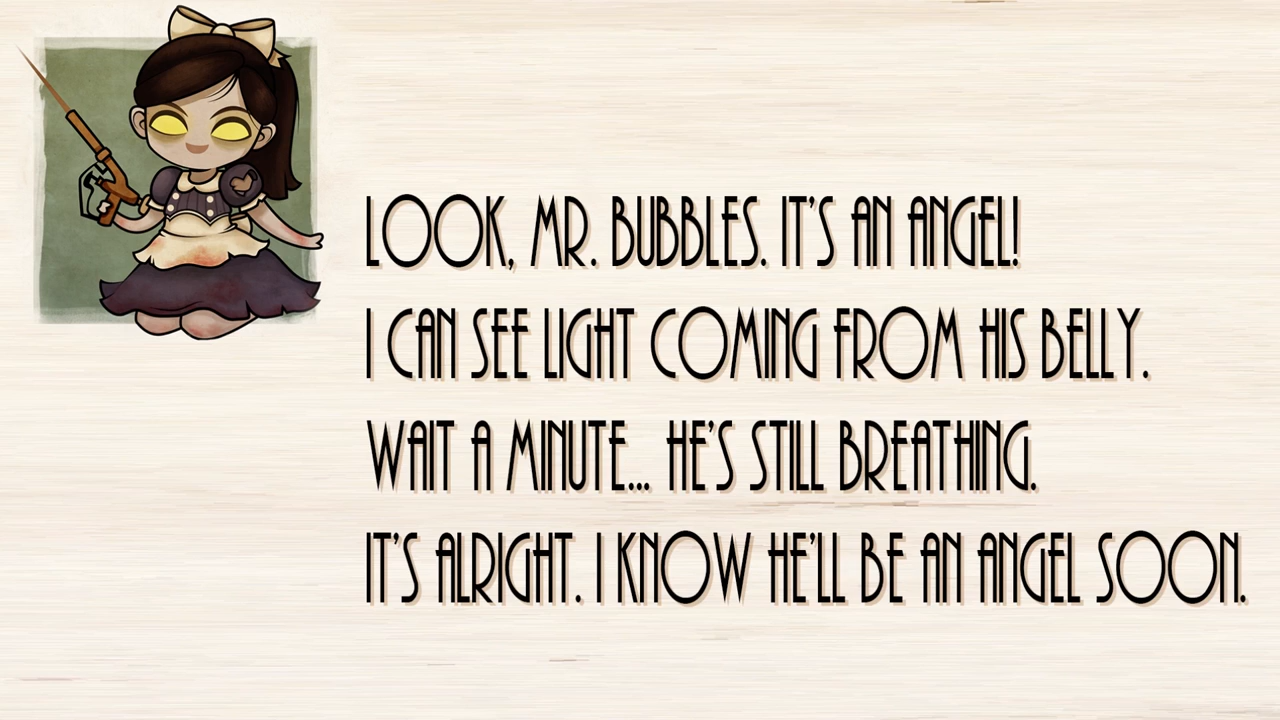 LOOK, MR. BUBBLES. IT'S AN ANGEL!
I CAN SEE LIGHT COMING FROM HIS BELLY.
WAIT A MINUTE... HE'S STILL BREATHING.
IT'S ALRIGHT. I KNOW HE'LL BE AN ANGEL SOON.